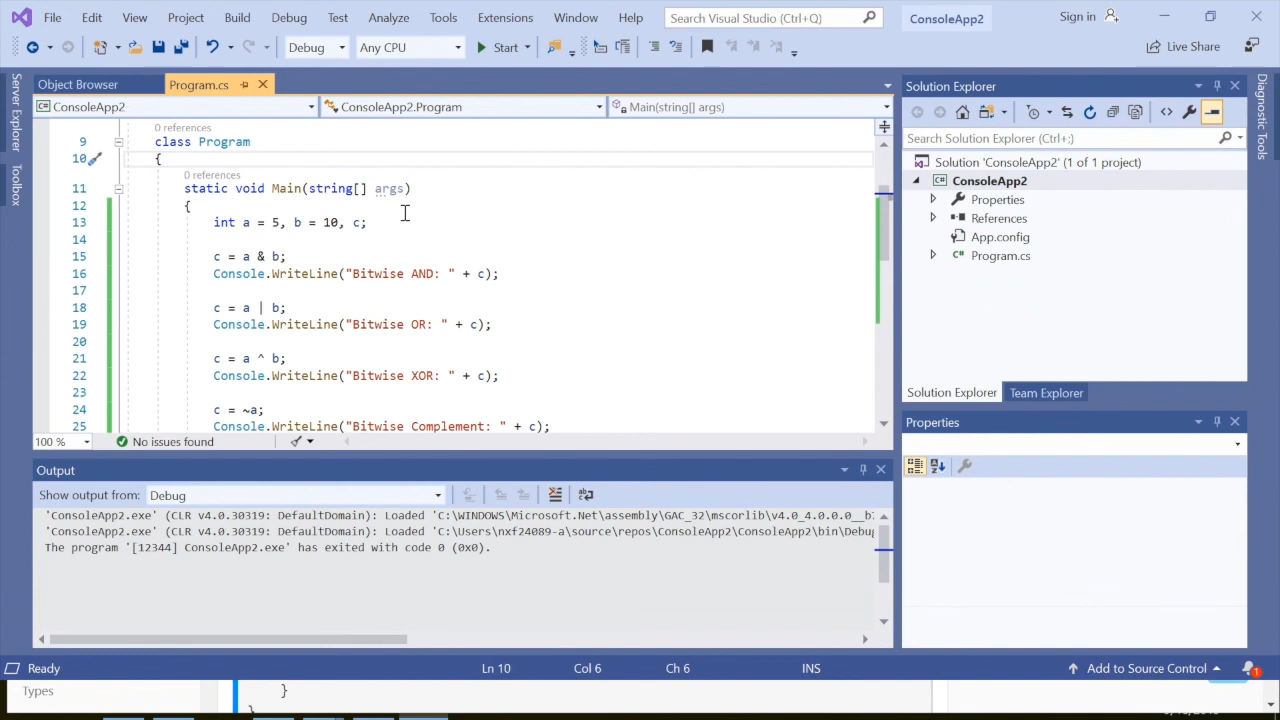 File Edit View Project Build Debug Test Analyze Tools Extensions Window Help Search Visual Studio (Ctrl+Q) ConsoleApp2 Sign in
Debug Any CPU Start Live Share
Server Explorer
Toolbox
Object Browser Program.cs
ConsoleApp2 ConsoleApp2.Program Main(string[] args)
0 references
9 class Program
10 {
0 references
11 static void Main(string[] args)
12 {
13 int a = 5, b = 10, c;
14
15 c = a & b;
16 Console.WriteLine("Bitwise AND: " + c);
17
18 c = a | b;
19 Console.WriteLine("Bitwise OR: " + c);
20
21 c = a ^ b;
22 Console.WriteLine("Bitwise XOR: " + c);
23
24 c = ~a;
25 Console.WriteLine("Bitwise Complement: " + c);
100 % No issues found
Output
Show output from: Debug
'ConsoleApp2.exe' (CLR v4.0.30319: DefaultDomain): Loaded 'C:\WINDOWS\Microsoft.Net\assembly\GAC_32\mscorlib\v4.0_4.0.0.0__b7
'ConsoleApp2.exe' (CLR v4.0.30319: DefaultDomain): Loaded 'C:\Users\nxf24089-a\source\repos\ConsoleApp2\ConsoleApp2\bin\Debug
The program '[12344] ConsoleApp2.exe' has exited with code 0 (0x0).
Solution Explorer
Search Solution Explorer (Ctrl+;)
Solution 'ConsoleApp2' (1 of 1 project)
C# ConsoleApp2
Properties
References
App.config
C# Program.cs
Solution Explorer Team Explorer
Properties
Diagnostic Tools
Ready Ln 10 Col 6 Ch 6 INS Add to Source Control 1
Types }
}